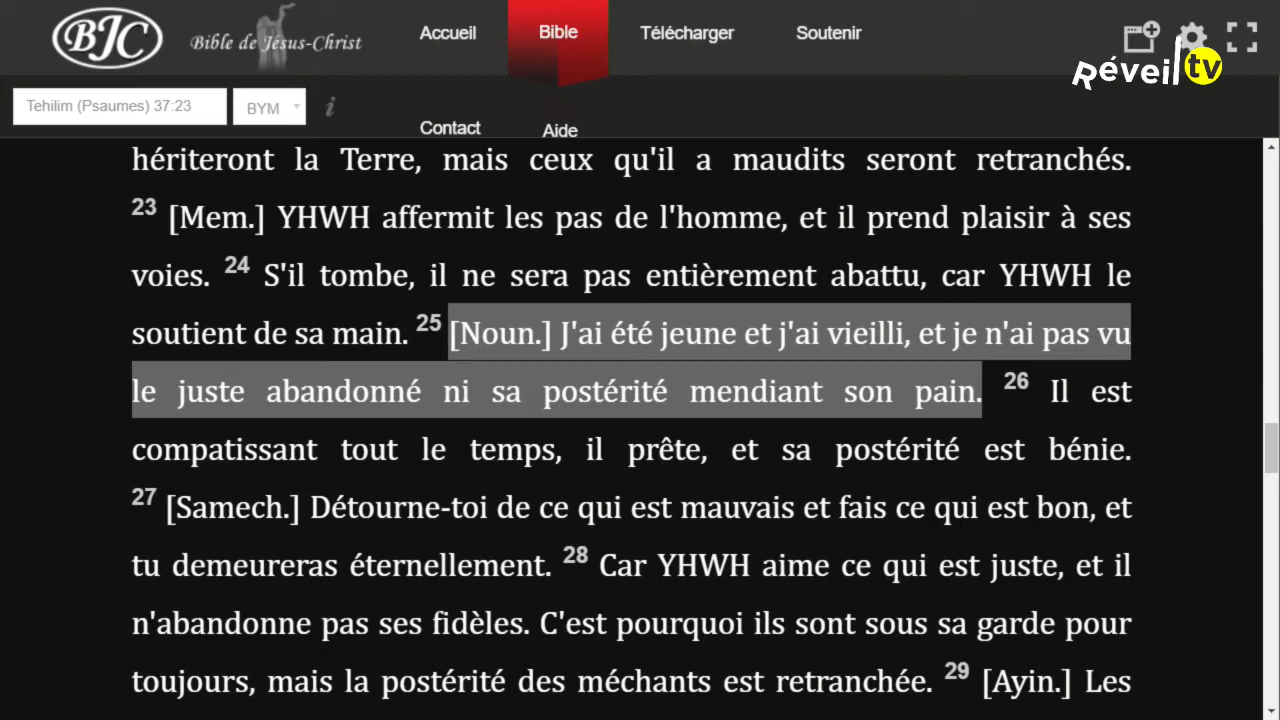 BJC
Bible de Jésus-Christ
Accueil
Bible
Télécharger
Soutenir
Réveil tv
Tehilim (Psaumes) 37:23
BYM
i
Contact
Aide
hériteront la Terre, mais ceux qu'il a maudits seront retranchés.
23 [Mem.] YHWH affermit les pas de l'homme, et il prend plaisir à ses
voies. 24 S'il tombe, il ne sera pas entièrement abattu, car YHWH le
soutient de sa main. 25 [Noun.] J'ai été jeune et j'ai vieilli, et je n'ai pas vu
le juste abandonné ni sa postérité mendiant son pain. 26 Il est
compatissant tout le temps, il prête, et sa postérité est bénie.
27 [Samech.] Détourne-toi de ce qui est mauvais et fais ce qui est bon, et
tu demeureras éternellement. 28 Car YHWH aime ce qui est juste, et il
n'abandonne pas ses fidèles. C'est pourquoi ils sont sous sa garde pour
toujours, mais la postérité des méchants est retranchée. 29 [Ayin.] Les